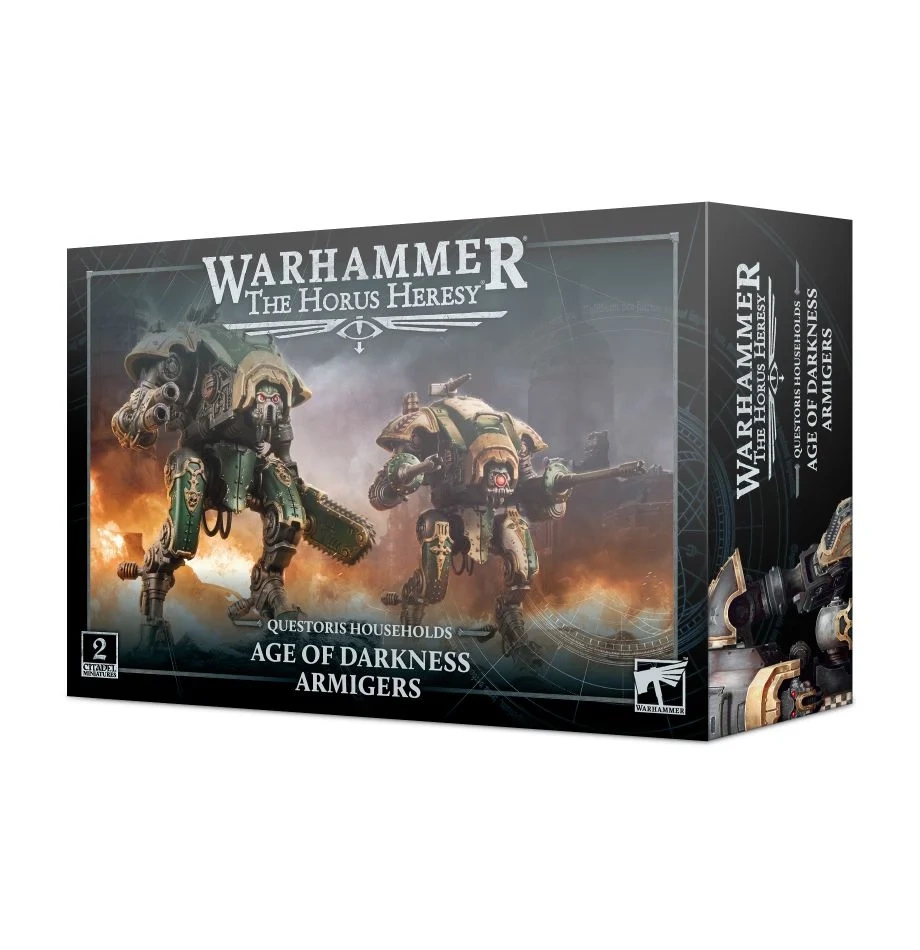 WARHAMMER®
THE HORUS HERESY®
QUESTORIS HOUSEHOLDS
AGE OF DARKNESS
ARMIGERS
2
CITADEL
MINIATURES
WARHAMMER
WARHAMMER
THE HORUS HERESY
QUESTORIS HOUSEHOLDS
AGE OF DARKNESS
ARMIGERS